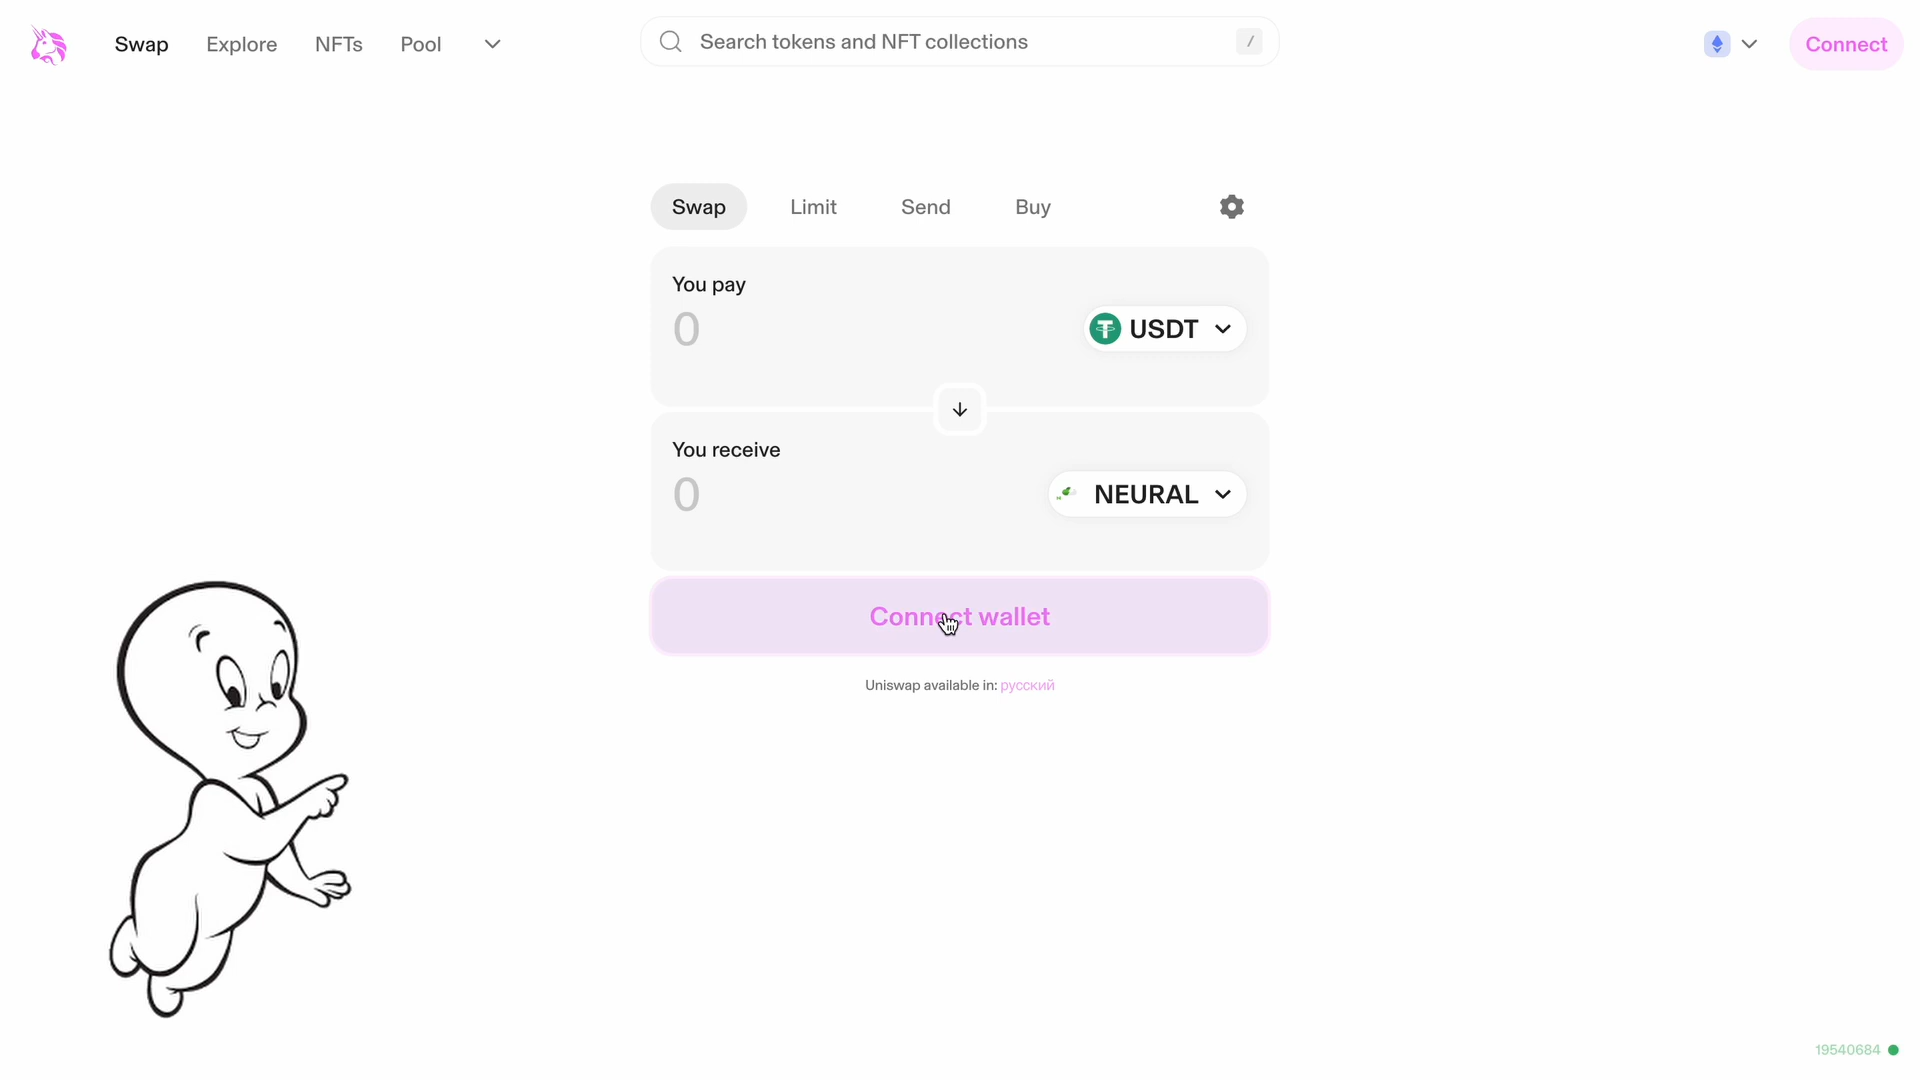 Swap
Explore
NFTs
Pool
Search tokens and NFT collections
/
Connect
Swap
Limit
Send
Buy
You pay
0
USDT
You receive
0
NEURAL
Connect wallet
Uniswap available in: русский
19540684